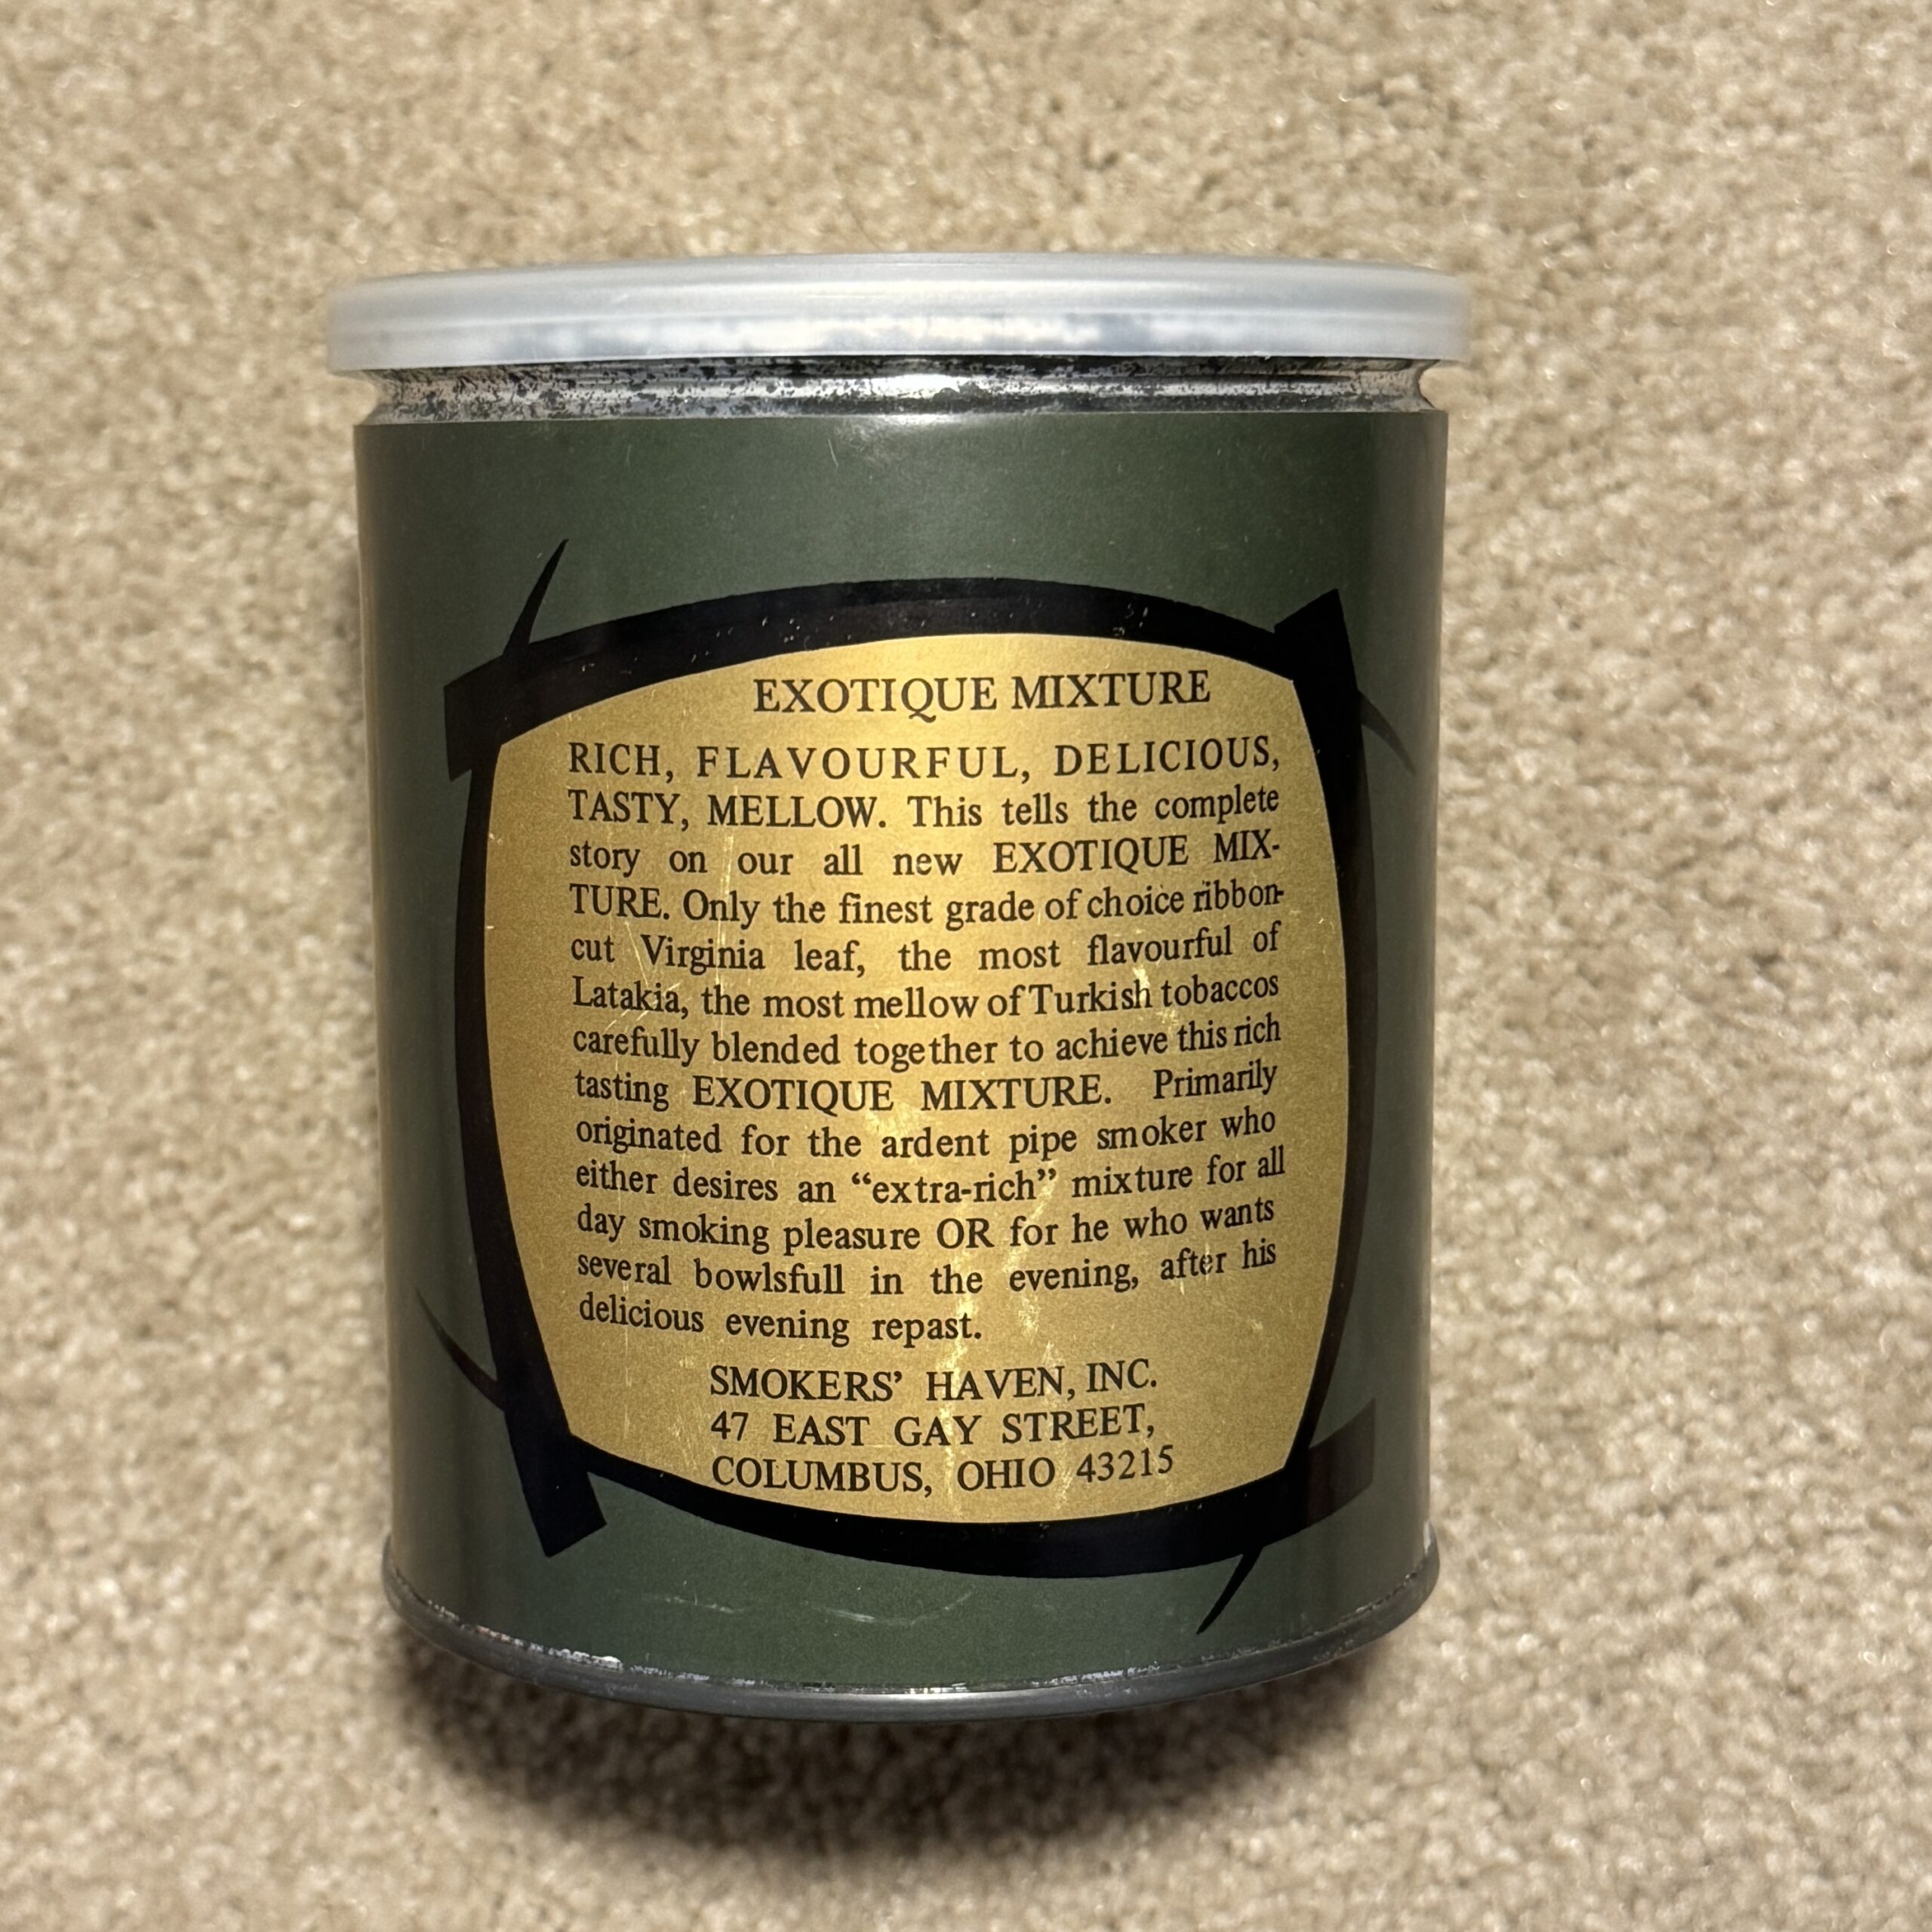 EXOTIQUE MIXTURE
RICH, FLAVOURFUL, DELICIOUS,
TASTY, MELLOW. This tells the complete
story on our all new EXOTIQUE MIX-
TURE. Only the finest grade of choice ribbon-
cut Virginia leaf, the most flavourful of
Latakia, the most mellow of Turkish tobaccos
carefully blended together to achieve this rich
tasting EXOTIQUE MIXTURE. Primarily
originated for the ardent pipe smoker who
either desires an “extra-rich” mixture for all
day smoking pleasure OR for he who wants
several bowlsfull in the evening, after his
delicious evening repast.
SMOKERS’ HAVEN, INC.
47 EAST GAY STREET,
COLUMBUS, OHIO 43215